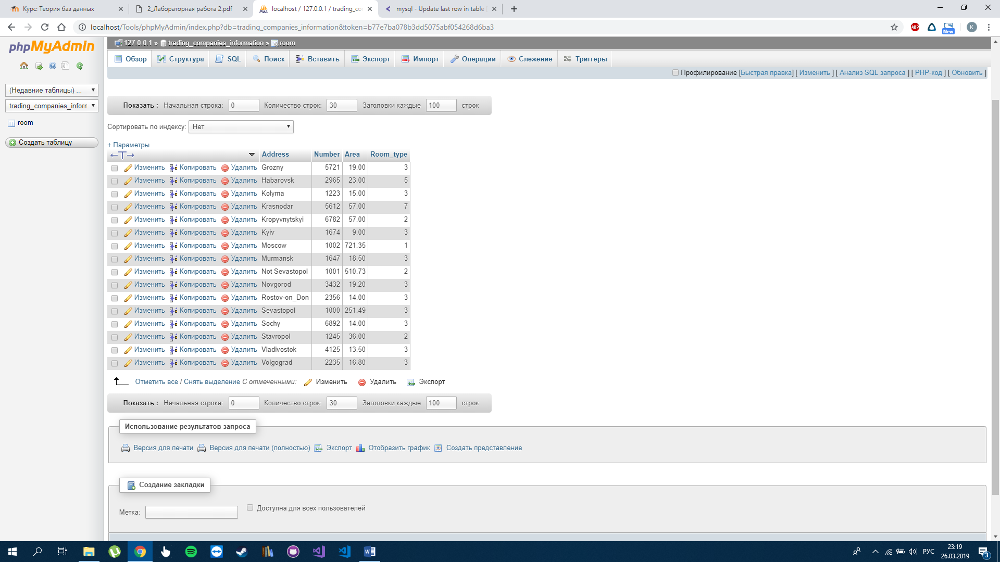 Курс: Теория баз данных
2_Лабораторная работа 2.pdf
localhost / 127.0.0.1 / trading_co
mysql - Update last row in table
localhost/Tools/phpMyAdmin/index.php?db=trading_companies_information&token=b77e7ba078b3dd5075abf054268d6ba3
ABP
New
K
phpMyAdmin
127.0.0.1 » trading_companies_information » room
Обзор Структура SQL Поиск Вставить Экспорт Импорт Операции Слежение Триггеры
(Недавние таблицы) ...
trading_companies_inforr
room
Создать таблицу
Профилирование [Быстрая правка] [ Изменить ] [ Анализ SQL запроса ] [ PHP-код ] [ Обновить ]
Показать : Начальная строка: 0 Количество строк: 30 Заголовки каждые 100 строк
Сортировать по индексу: Нет
+ Параметры
←T→ Address Number Area Room_type
Изменить Копировать Удалить Grozny 5721 19.00 3
Изменить Копировать Удалить Habarovsk 2965 23.00 5
Изменить Копировать Удалить Kolyma 1223 15.00 3
Изменить Копировать Удалить Krasnodar 5612 57.00 7
Изменить Копировать Удалить Kropyvnytskyi 6782 57.00 2
Изменить Копировать Удалить Kyiv 1674 9.00 3
Изменить Копировать Удалить Moscow 1002 721.35 1
Изменить Копировать Удалить Murmansk 1647 18.50 3
Изменить Копировать Удалить Not Sevastopol 1001 510.73 2
Изменить Копировать Удалить Novgorod 3432 19.20 3
Изменить Копировать Удалить Rostov-on_Don 2356 14.00 3
Изменить Копировать Удалить Sevastopol 1000 251.49 3
Изменить Копировать Удалить Sochy 6892 14.00 3
Изменить Копировать Удалить Stavropol 1245 36.00 2
Изменить Копировать Удалить Vladivostok 4125 13.50 3
Изменить Копировать Удалить Volgograd 2235 16.80 3
Отметить все / Снять выделение С отмеченными: Изменить Удалить Экспорт
Показать : Начальная строка: 0 Количество строк: 30 Заголовки каждые 100 строк
Использование результатов запроса
Версия для печати Версия для печати (полностью) Экспорт Отобразить график Создать представление
Создание закладки
Метка: Доступна для всех пользователей
РУС
23:19
26.03.2019
3